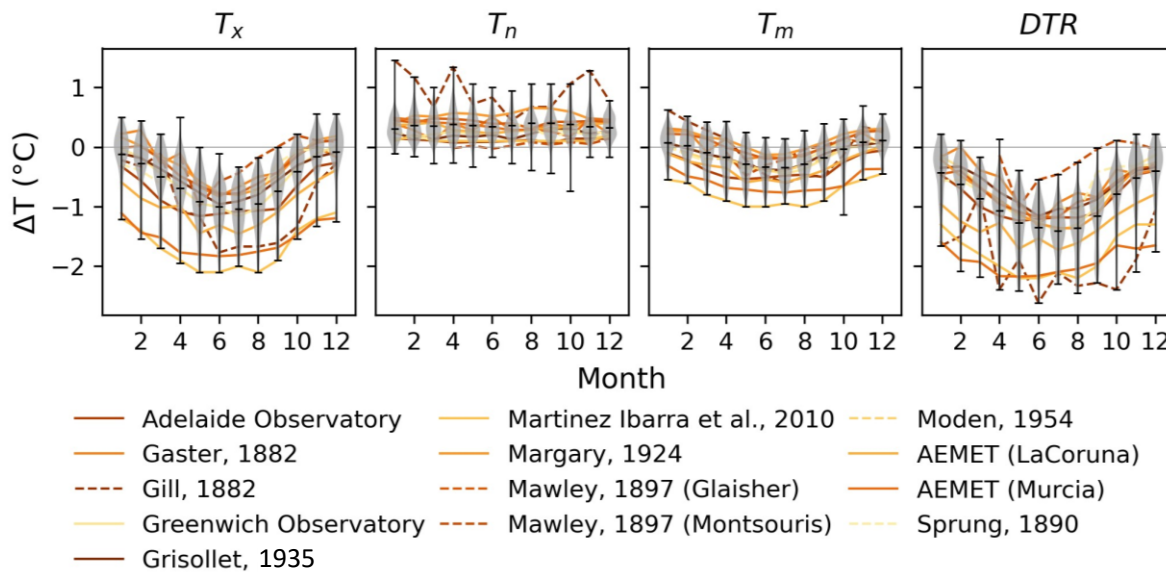 Tx Tn Tm DTR
ΔT (°C)
1
0
−1
−2
2 4 6 8 10 12 2 4 6 8 10 12 2 4 6 8 10 12 2 4 6 8 10 12
Month
Adelaide Observatory
Gaster, 1882
Gill, 1882
Greenwich Observatory
Grisollet, 1935
Martinez Ibarra et al., 2010
Margary, 1924
Mawley, 1897 (Glaisher)
Mawley, 1897 (Montsouris)
Moden, 1954
AEMET (LaCoruna)
AEMET (Murcia)
Sprung, 1890